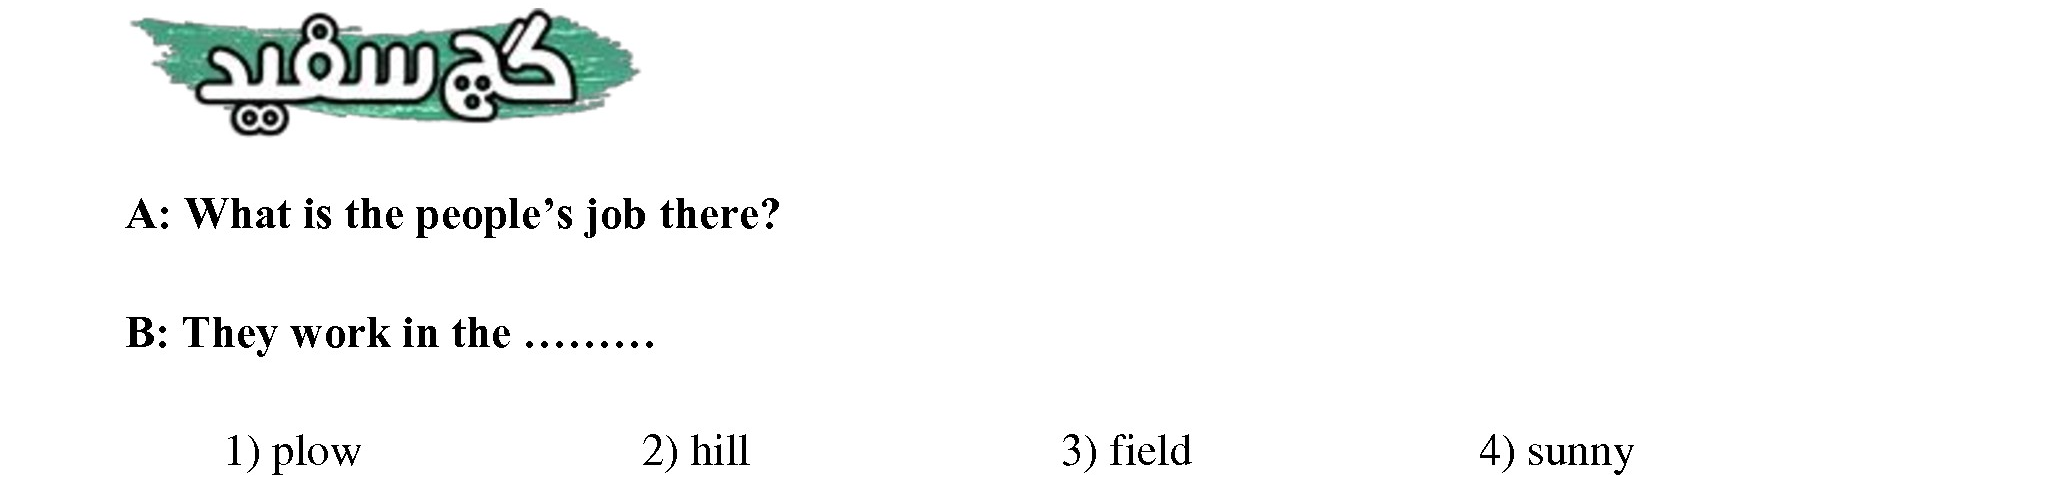 گچ سفید
A: What is the people’s job there?
B: They work in the ………
1) plow 2) hill 3) field 4) sunny